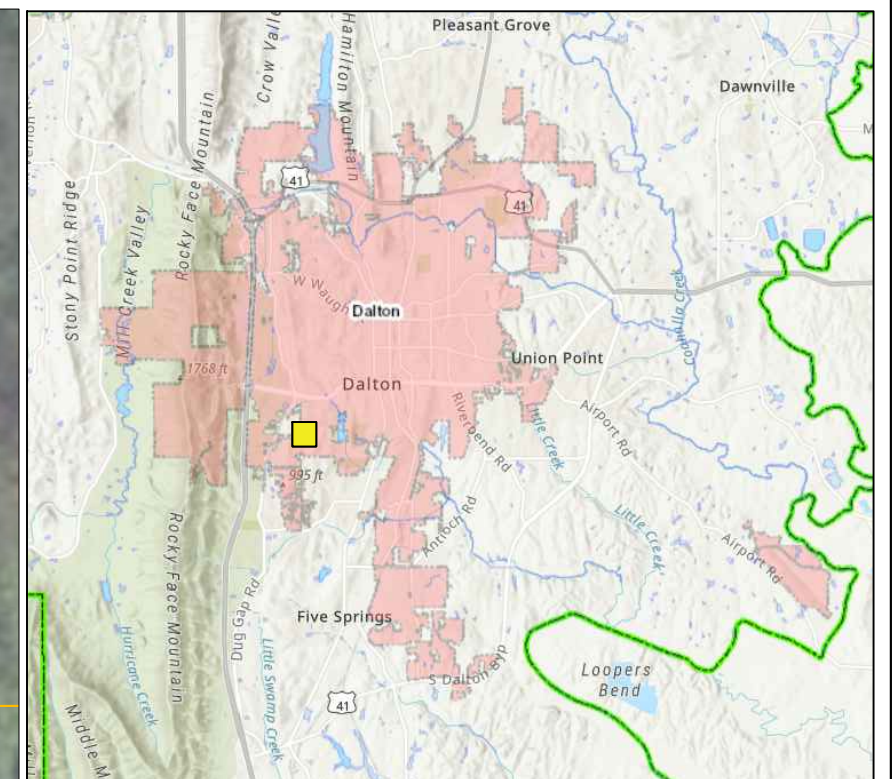 Pleasant Grove
Crow Valle
Hamilton Mountain
Dawnville
Stony Point Ridge
Mill Creek Valley
Rocky Face Mountain
41
41
W Waugh
Dalton
Coahulla Creek
Union Point
1768 ft
Dalton
Riverbend Rd
Little Creek
Airport Rd
995 ft
Antioch Rd
Little Creek
Airport Rd
Rocky Face Mountain
Dug Gap Rd
Five Springs
Hurricane Creek
Little Swamp Creek
S Dalton Byp
Loopers
Bend
41
Middle M